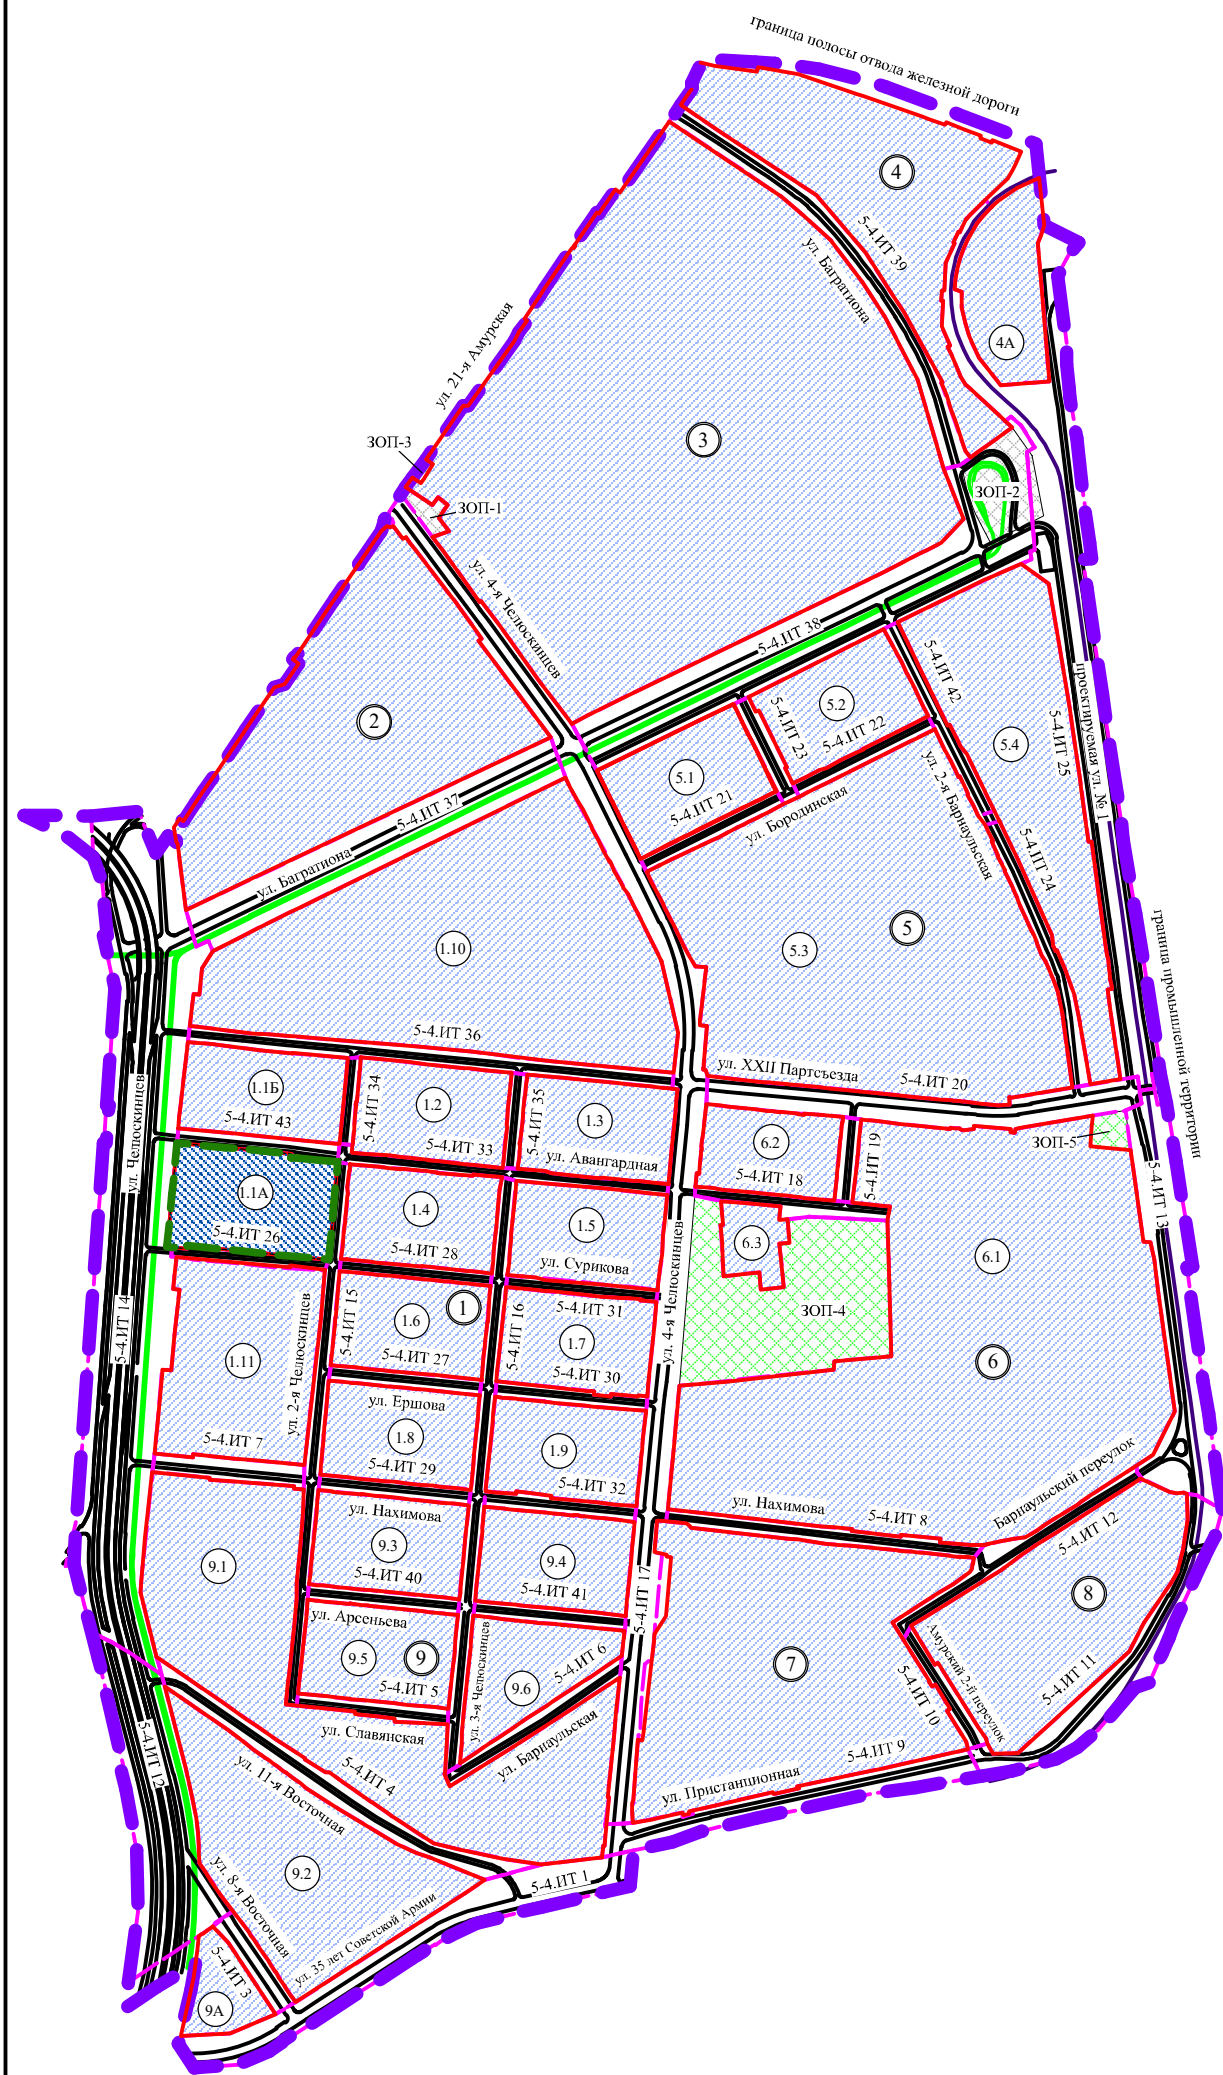 граница полосы отвода железной дороги
4
5-4.ИТ 39
ул. Багратиона
4А
ул. 21-я Амурская
3
ЗОП-3
ЗОП-1
ЗОП-2
ул. 4-я Челюскинцев
5-4.ИТ 38
5-4.ИТ 42
проектируемая ул. № 1
2
5.2
5-4.ИТ 23
5-4.ИТ 22
5.4
5-4.ИТ 25
5.1
5-4.ИТ 21
ул. Бородинская
ул. 2-я Барнаульская
5-4.ИТ 37
ул. Багратиона
5-4.ИТ 24
1.10
5.3
5
граница промышленной территории
5-4.ИТ 36
ул. XXII Партсъезда
5-4.ИТ 20
ул. Челюскинцев
1.1Б
5-4.ИТ 43
5-4.ИТ 34
1.2
5-4.ИТ 33
5-4.ИТ 35
1.3
ул. Авангардная
6.2
5-4.ИТ 18
5-4.ИТ 19
ЗОП-5
5-4.ИТ 13
1.1А
5-4.ИТ 26
1.4
5-4.ИТ 28
1.5
ул. Сурикова
ул. 4-я Челюскинцев
6.3
6.1
ЗОП-4
5-4.ИТ 14
ул. 2-я Челюскинцев
5-4.ИТ 15
1.6
1
5-4.ИТ 27
5-4.ИТ 16
5-4.ИТ 31
1.7
5-4.ИТ 30
1.11
6
5-4.ИТ 7
ул. Ершова
1.8
5-4.ИТ 29
1.9
5-4.ИТ 32
ул. Нахимова
5-4.ИТ 8
Барнаульский переулок
5-4.ИТ 12
ул. Нахимова
9.1
9.3
5-4.ИТ 40
9.4
5-4.ИТ 41
5-4.ИТ 17
8
ул. Арсеньева
9.5
9
5-4.ИТ 5
ул. 3-я Челюскинцев
5-4.ИТ 6
9.6
7
5-4.ИТ 10
Амурский 2-й переулок
5-4.ИТ 11
ул. Славянская
ул. Барнаульская
5-4.ИТ 9
ул. Пристанционная
5-4.ИТ 12
5-4.ИТ 4
ул. 11-я Восточная
9.2
5-4.ИТ 1
ул. 8-я Восточная
ул. 35 лет Советской Армии
5-4.ИТ 3
9А